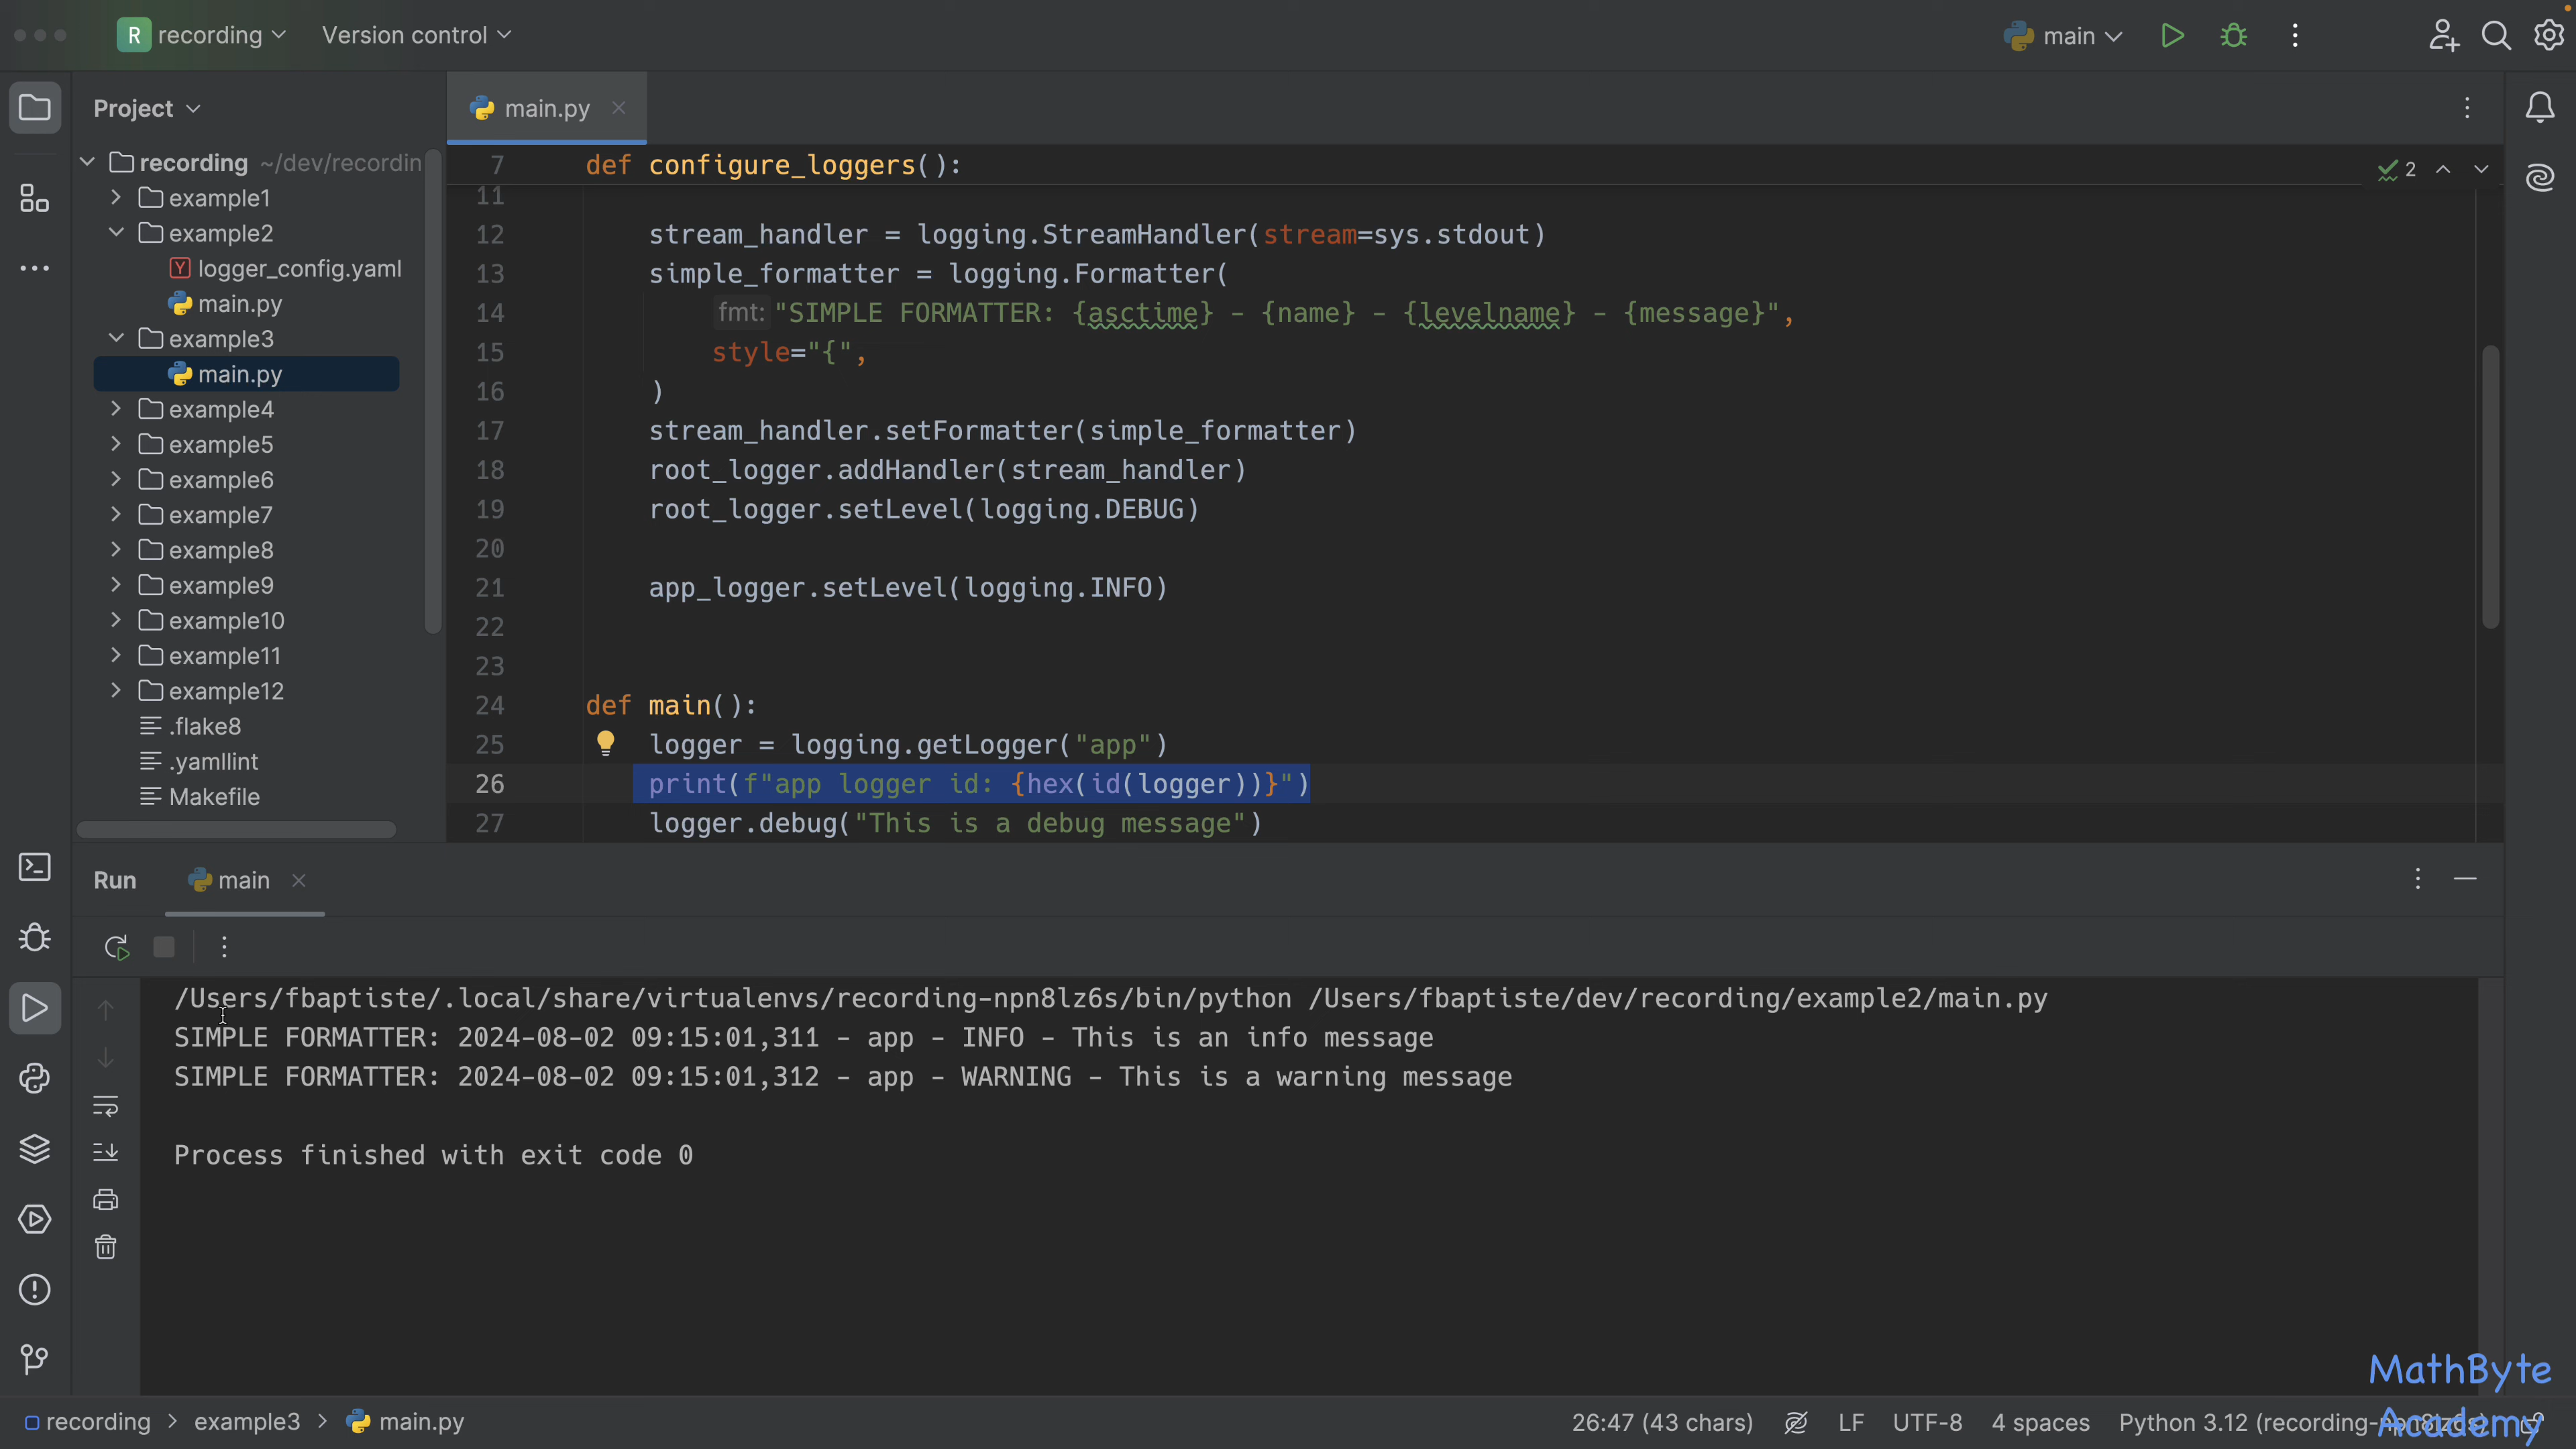 R recording Version control main
Project
main.py
recording ~/dev/recordin
example1
example2
Y logger_config.yaml
main.py
example3
main.py
example4
example5
example6
example7
example8
example9
example10
example11
example12
.flake8
.yamllint
Makefile
7 def configure_loggers():
2
11
12 stream_handler = logging.StreamHandler(stream=sys.stdout)
13 simple_formatter = logging.Formatter(
14 fmt: "SIMPLE FORMATTER: {asctime} - {name} - {levelname} - {message}",
15 style="{",
16 )
17 stream_handler.setFormatter(simple_formatter)
18 root_logger.addHandler(stream_handler)
19 root_logger.setLevel(logging.DEBUG)
20
21 app_logger.setLevel(logging.INFO)
22
23
24 def main():
25 logger = logging.getLogger("app")
26 print(f"app logger id: {hex(id(logger))}")
27 logger.debug("This is a debug message")
Run main
/Users/fbaptiste/.local/share/virtualenvs/recording-npn8lz6s/bin/python /Users/fbaptiste/dev/recording/example2/main.py
SIMPLE FORMATTER: 2024-08-02 09:15:01,311 - app - INFO - This is an info message
SIMPLE FORMATTER: 2024-08-02 09:15:01,312 - app - WARNING - This is a warning message
Process finished with exit code 0
MathByte
Academy
recording > example3 > main.py
26:47 (43 chars) LF UTF-8 4 spaces Python 3.12 (recording-npn8lz6s)